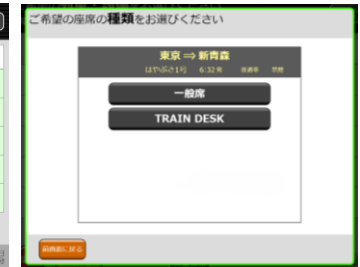 ご希望の座席の種類をお選びください
東京 ⇒ 新青森
はやぶさ1号 6:32発
一般席
TRAIN DESK
前画面に戻る